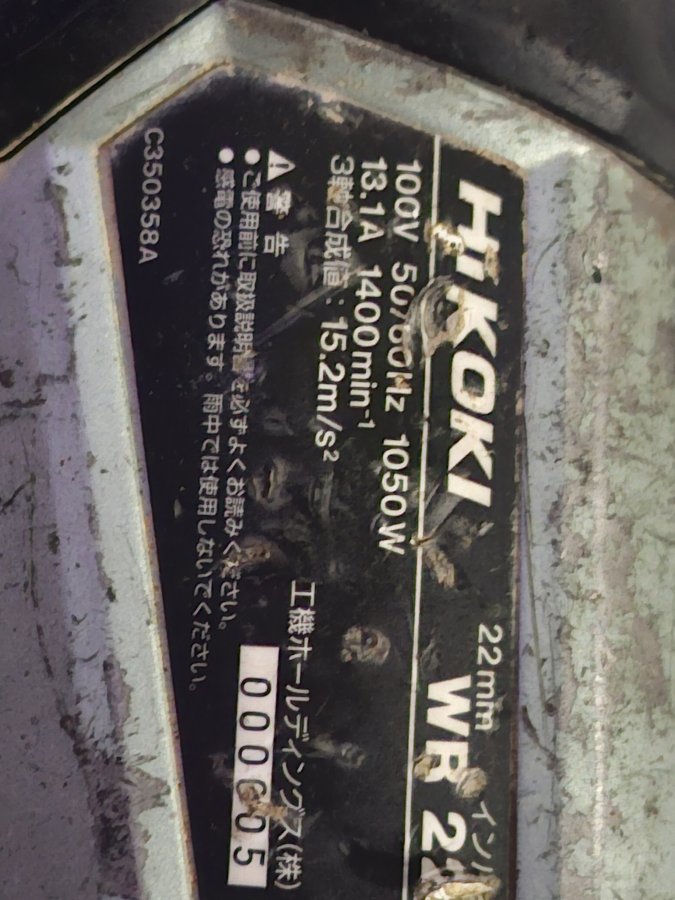 HiKOKI
22mm インパ
WR 22
100V 50/60Hz 1050W
13.1A 1400min⁻¹
3軸合成値：15.2m/s²
工機ホールディングス(株)
⚠ 警告
● ご使用前に取扱説明書を必ずよくお読みください。
● 感電の恐れがあります。雨中では使用しないでください。
C350358A